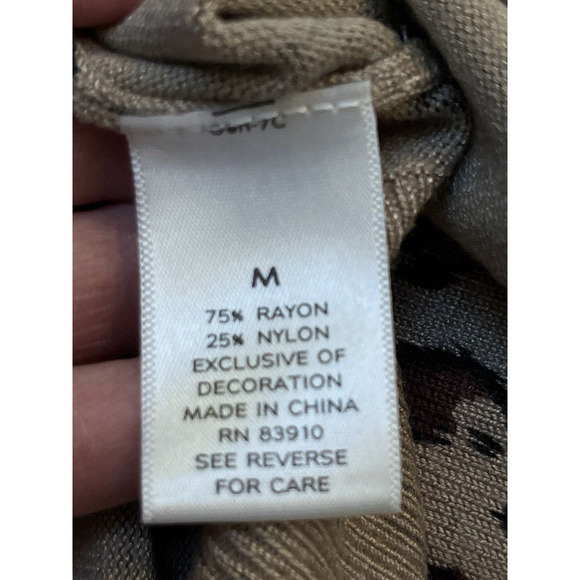 M
75% RAYON
25% NYLON
EXCLUSIVE OF
DECORATION
MADE IN CHINA
RN 83910
SEE REVERSE
FOR CARE